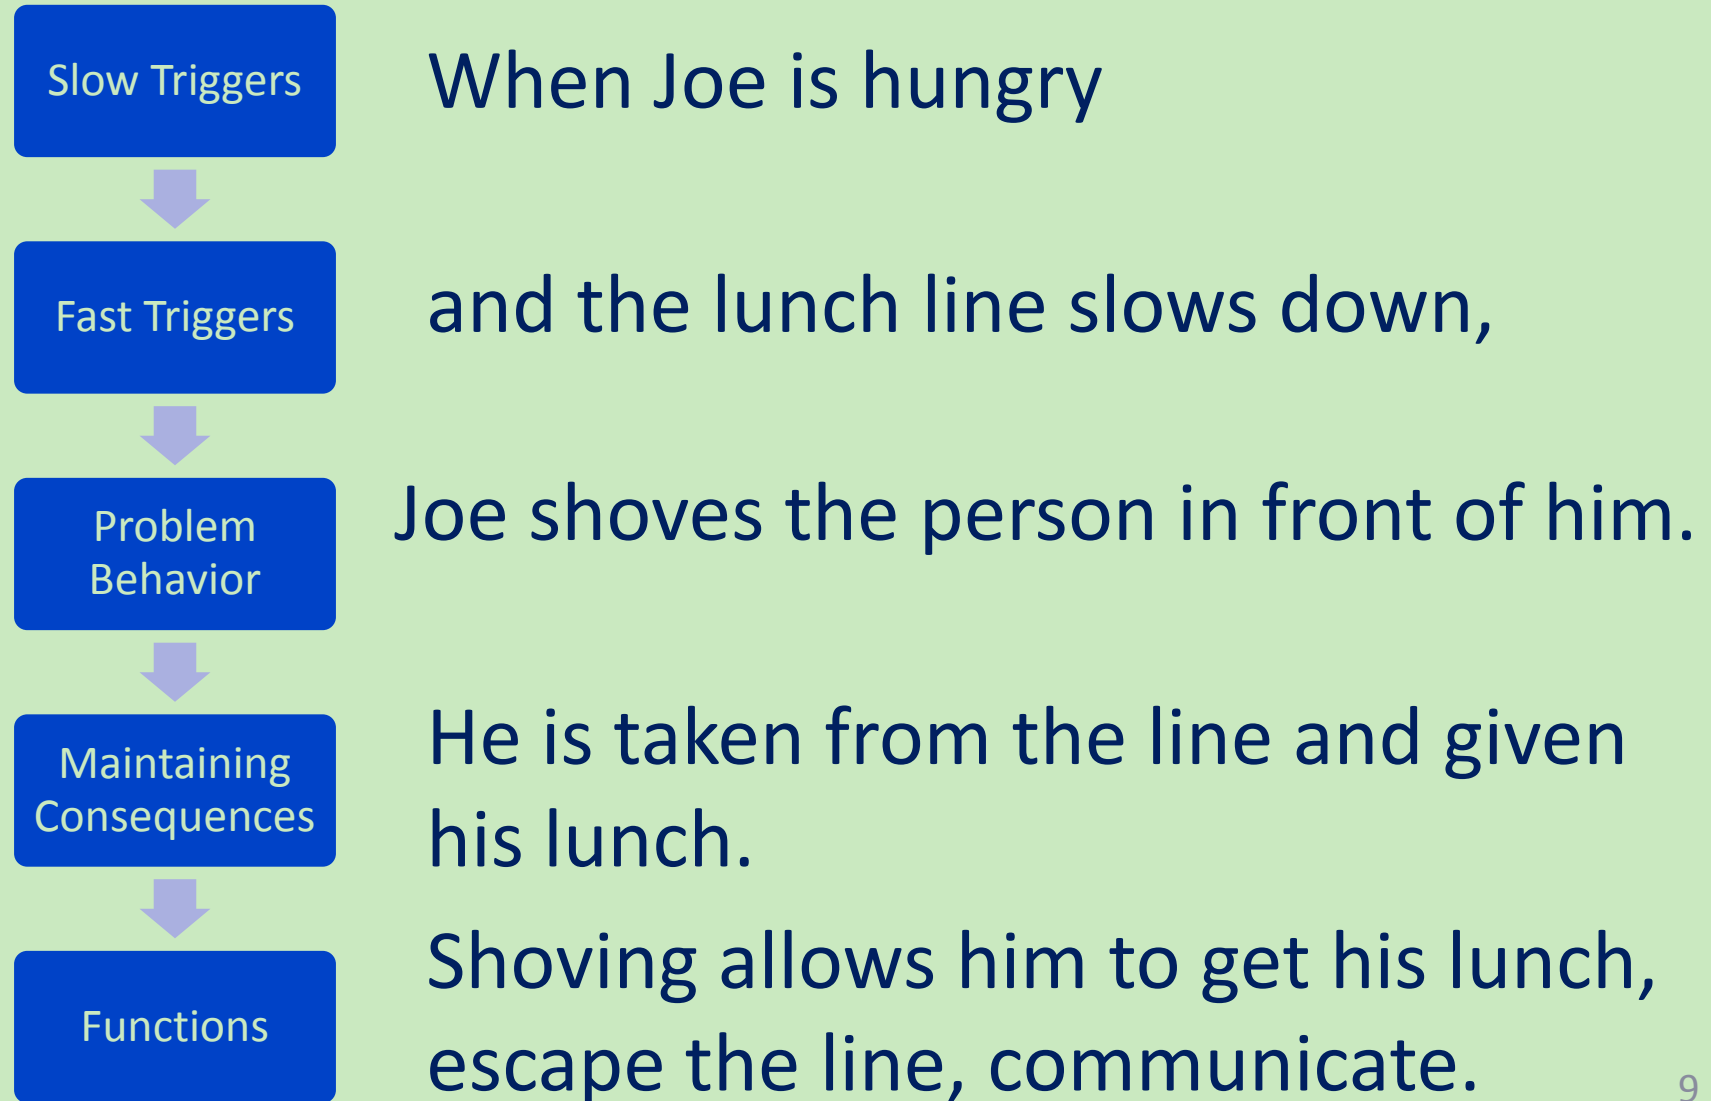 Slow Triggers
When Joe is hungry
Fast Triggers
and the lunch line slows down,
Problem
Behavior
Joe shoves the person in front of him.
Maintaining
Consequences
He is taken from the line and given
his lunch.
Functions
Shoving allows him to get his lunch,
escape the line, communicate.
9